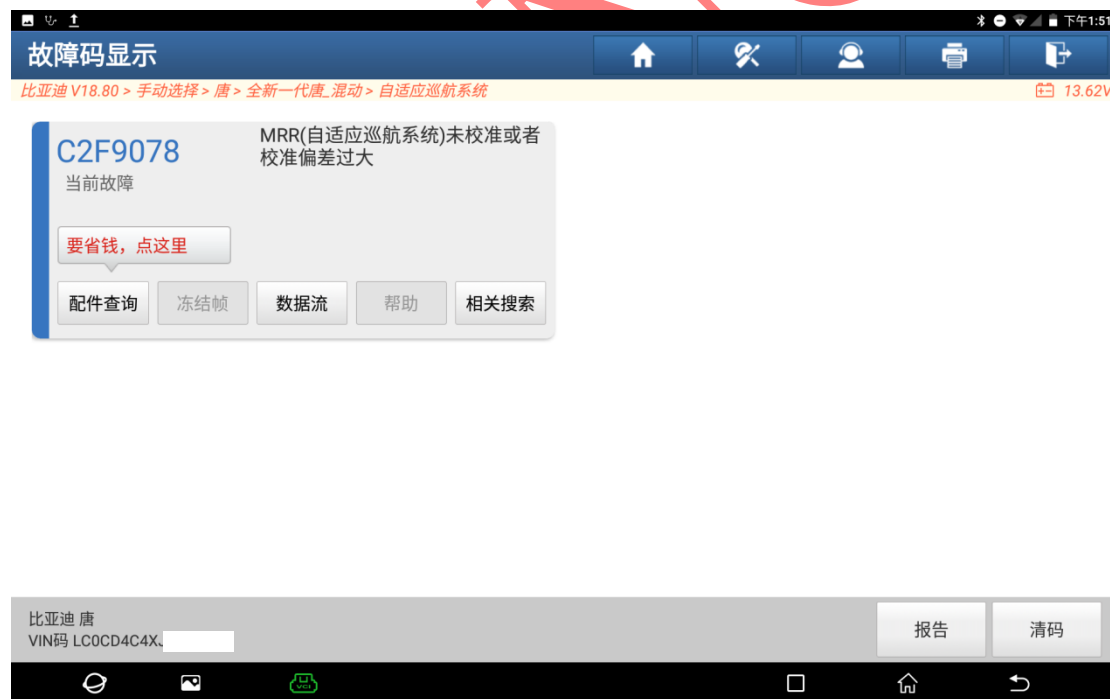 下午1:51
故障码显示
比亚迪 V18.80 > 手动选择 > 唐 > 全新一代唐_混动 > 自适应巡航系统
13.62V
C2F9078
MRR(自适应巡航系统)未校准或者
校准偏差过大
当前故障
要省钱，点这里
配件查询 冻结帧 数据流 帮助 相关搜索
比亚迪 唐
VIN码 LC0CD4C4X
报告 清码
VCI